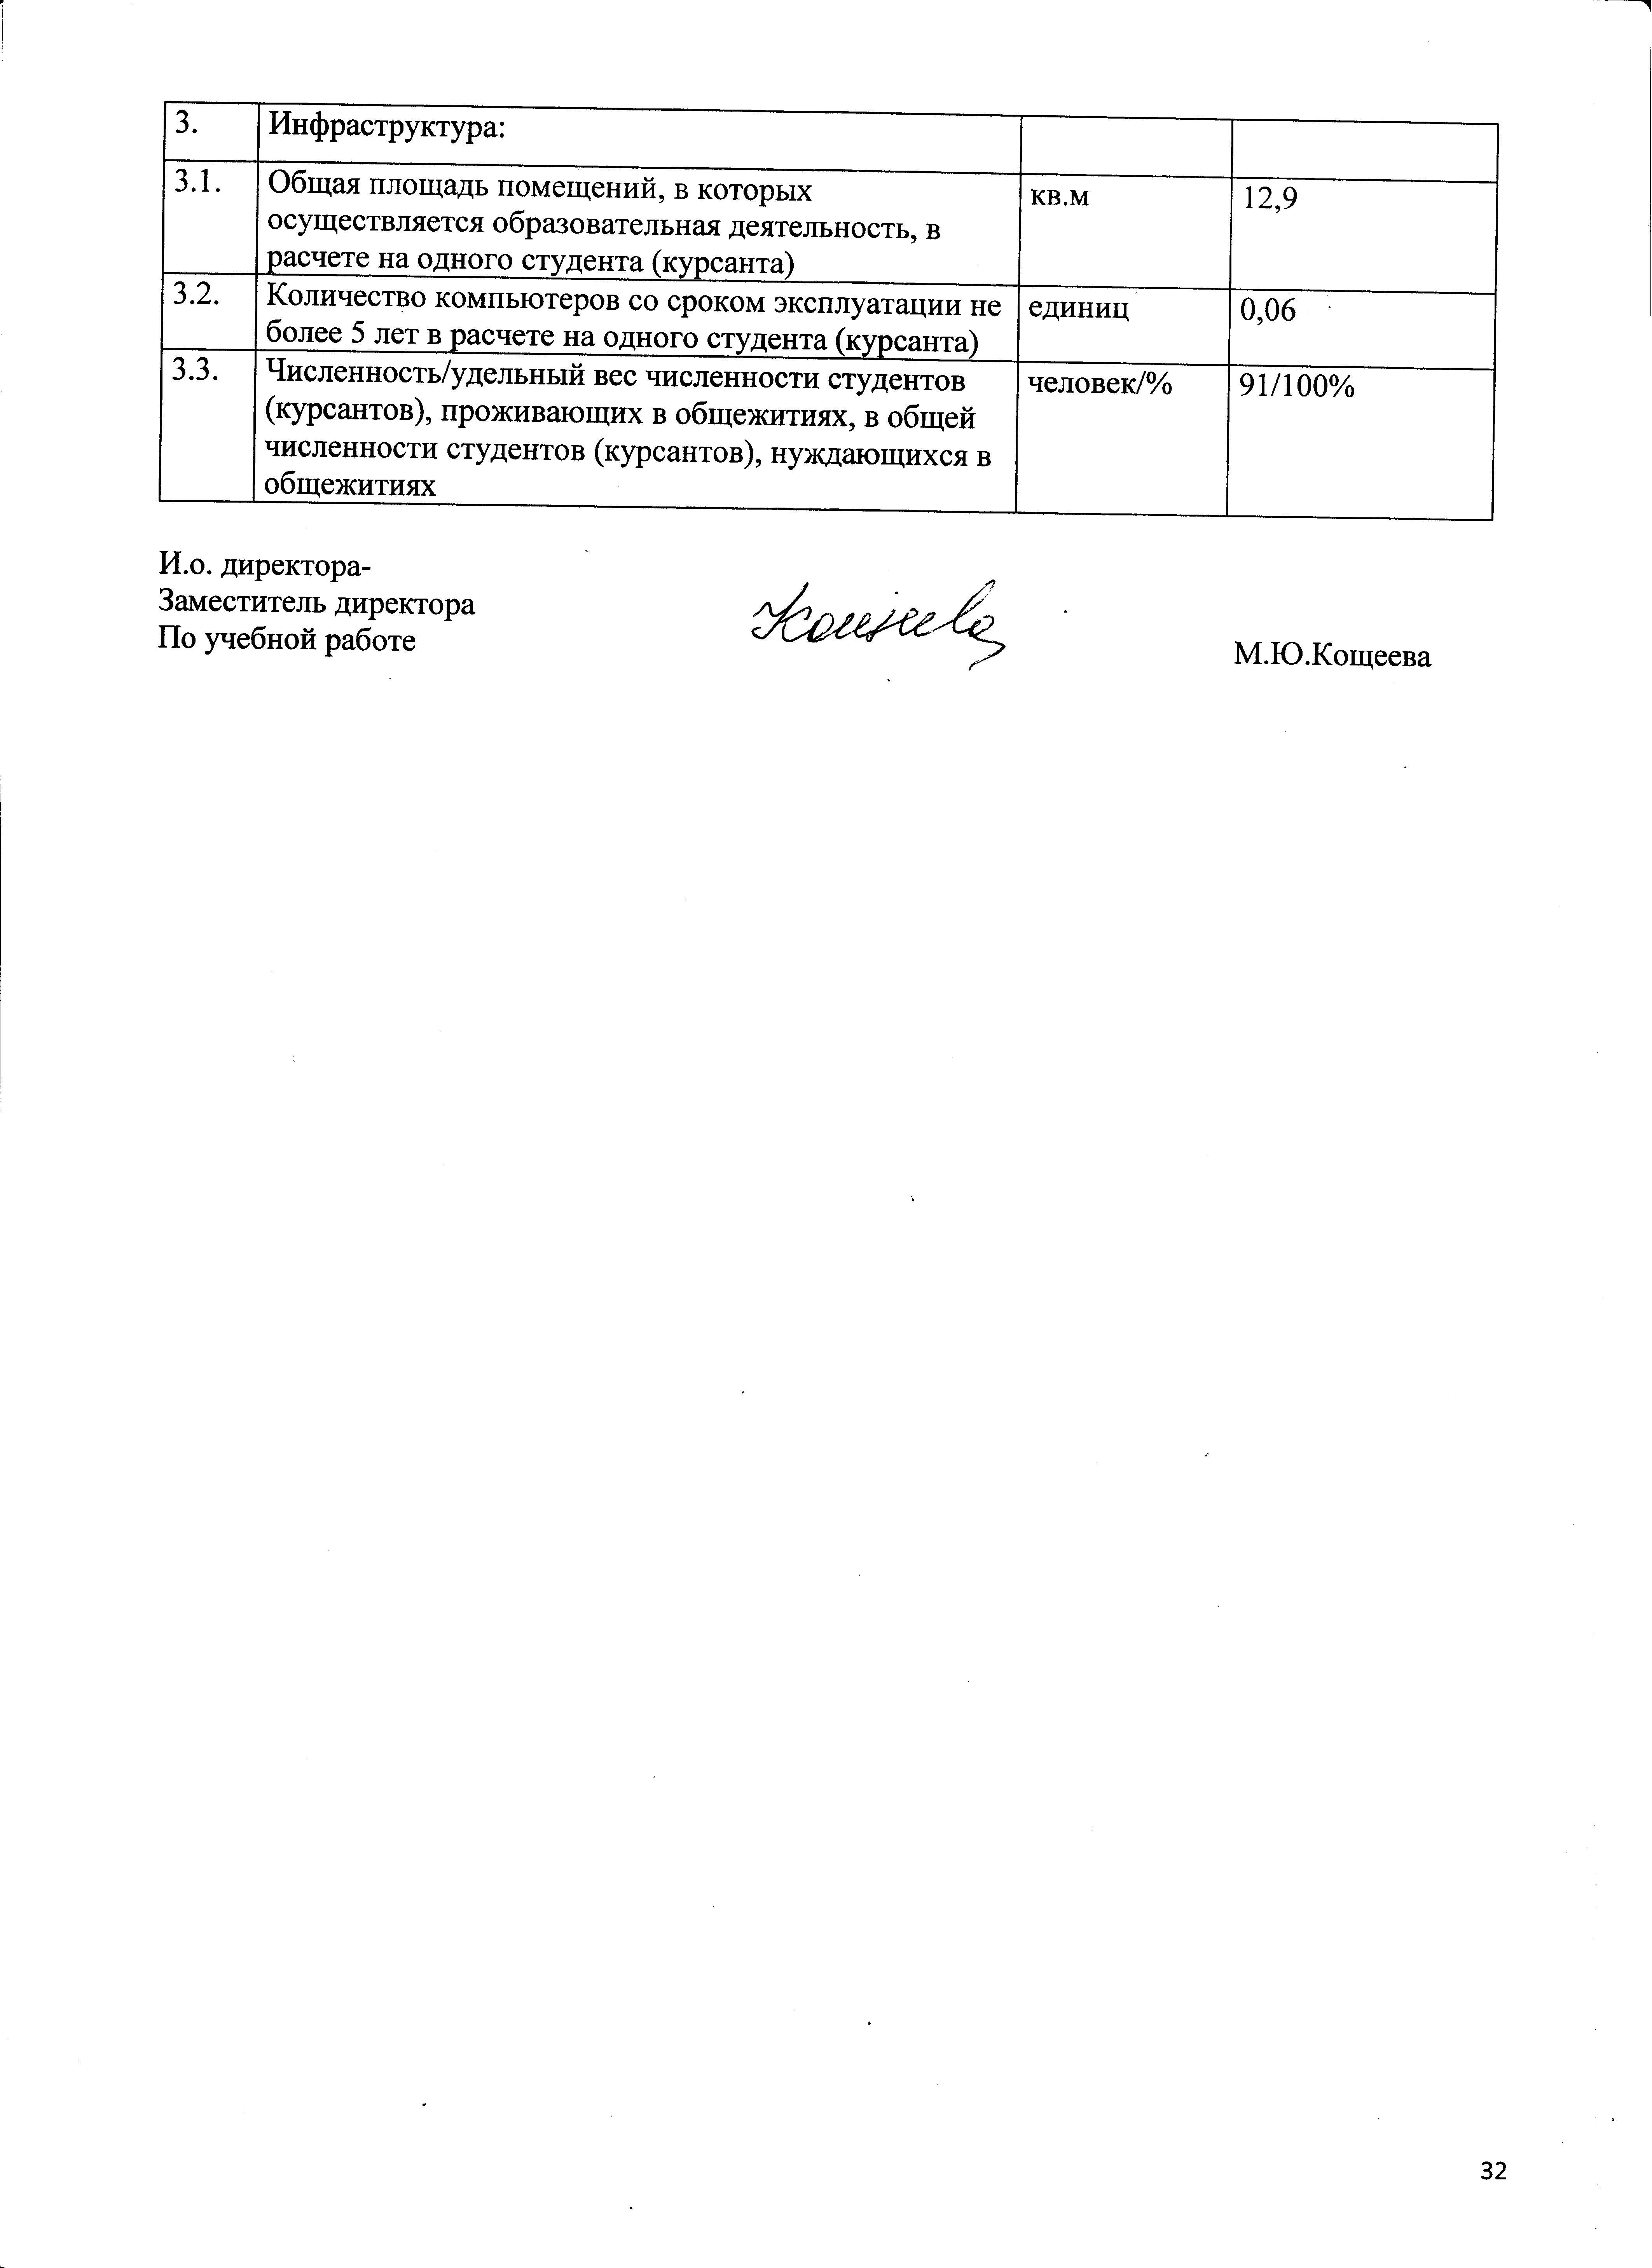 3. Инфраструктура:
3.1. Общая площадь помещений, в которых кв.м 12,9
осуществляется образовательная деятельность, в
расчете на одного студента (курсанта)
3.2. Количество компьютеров со сроком эксплуатации не единиц 0,06
более 5 лет в расчете на одного студента (курсанта)
3.3. Численность/удельный вес численности студентов человек/% 91/100%
(курсантов), проживающих в общежитиях, в общей
численности студентов (курсантов), нуждающихся в
общежитиях
И.о. директора-
Заместитель директора
По учебной работе
Кощеева
М.Ю.Кощеева
32